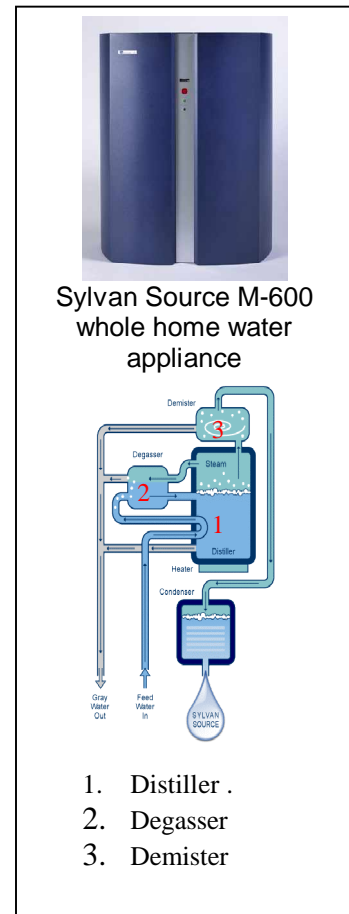 Sylvan Source M-600
whole home water
appliance
Demister
3
Degasser
Steam
2
1
Distiller
Heater
Condenser
Gray
Water
Out
Feed
Water
In
SYLVAN
SOURCE
1. Distiller .
2. Degasser
3. Demister